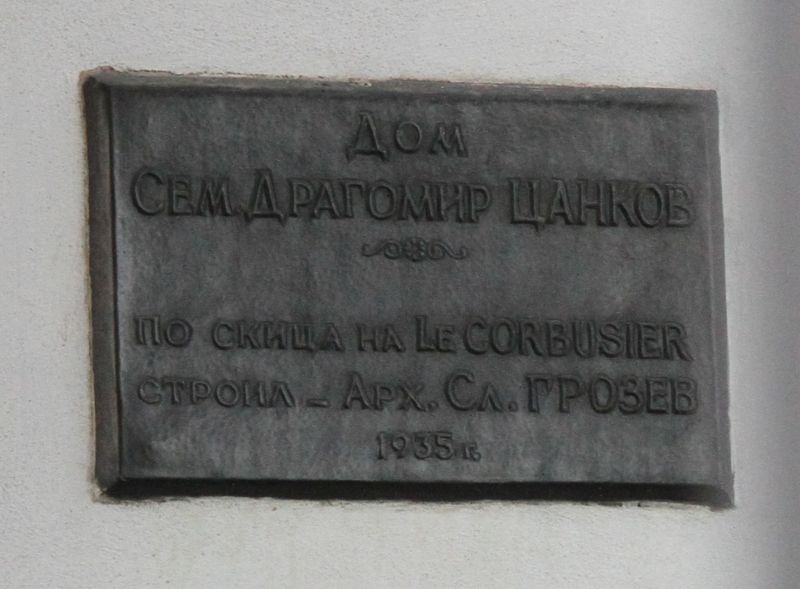 Дом
Сем. Драгомир Цанков
по скица на Le CORBUSIER
строил – Арх. Сл. Грозев
1935 г.